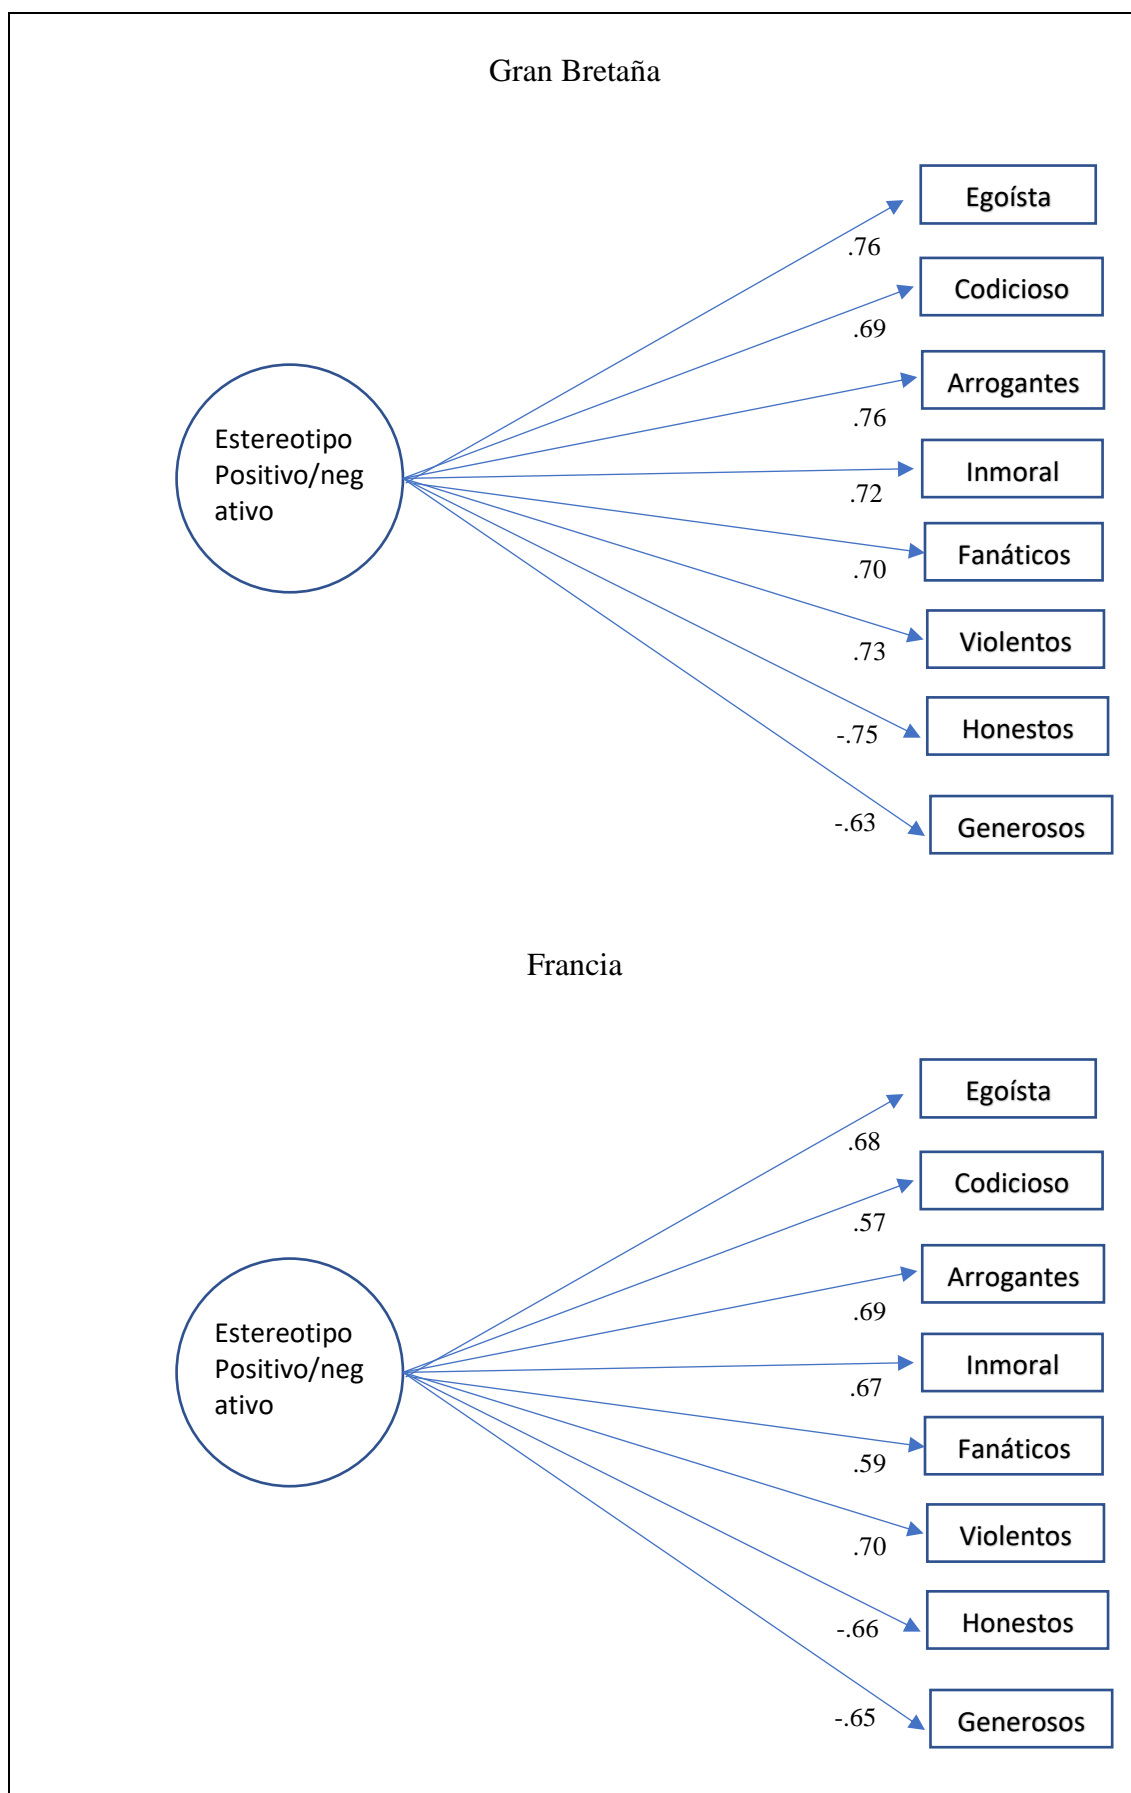 Gran Bretaña
Egoísta
.76
Codicioso
.69
Arrogantes
.76
Estereotipo
Positivo/neg
ativo
Inmoral
.72
Fanáticos
.70
Violentos
.73
Honestos
-.75
Generosos
-.63
Francia
Egoísta
.68
Codicioso
.57
Arrogantes
.69
Estereotipo
Positivo/neg
ativo
Inmoral
.67
Fanáticos
.59
Violentos
.70
Honestos
-.66
Generosos
-.65